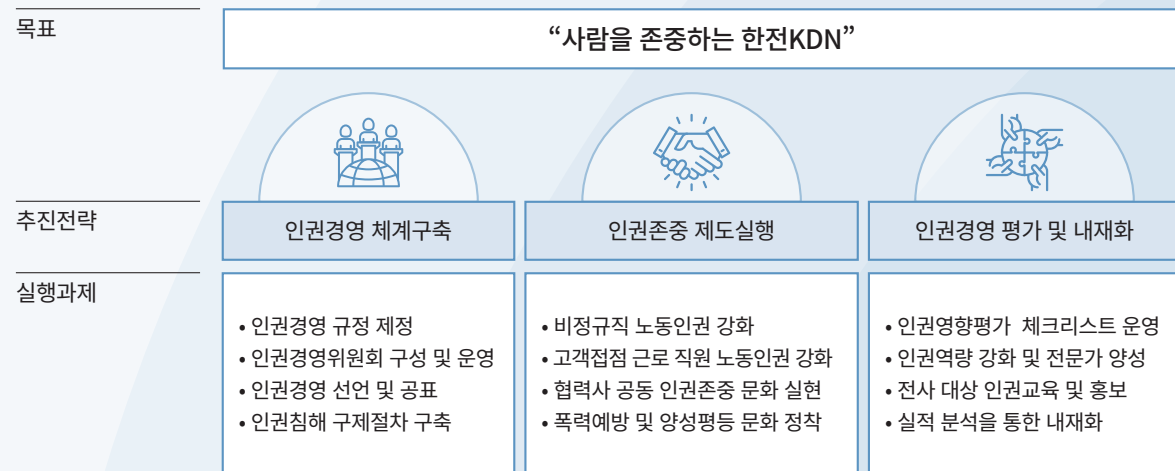 목표
“사람을 존중하는 한전KDN”
추진전략
인권경영 체계구축
인권존중 제도실행
인권경영 평가 및 내재화
실행과제
• 인권경영 규정 제정
• 인권경영위원회 구성 및 운영
• 인권경영 선언 및 공표
• 인권침해 구제절차 구축
• 비정규직 노동인권 강화
• 고객접점 근로 직원 노동인권 강화
• 협력사 공동 인권존중 문화 실현
• 폭력예방 및 양성평등 문화 정착
• 인권영향평가 체크리스트 운영
• 인권역량 강화 및 전문가 양성
• 전사 대상 인권교육 및 홍보
• 실적 분석을 통한 내재화